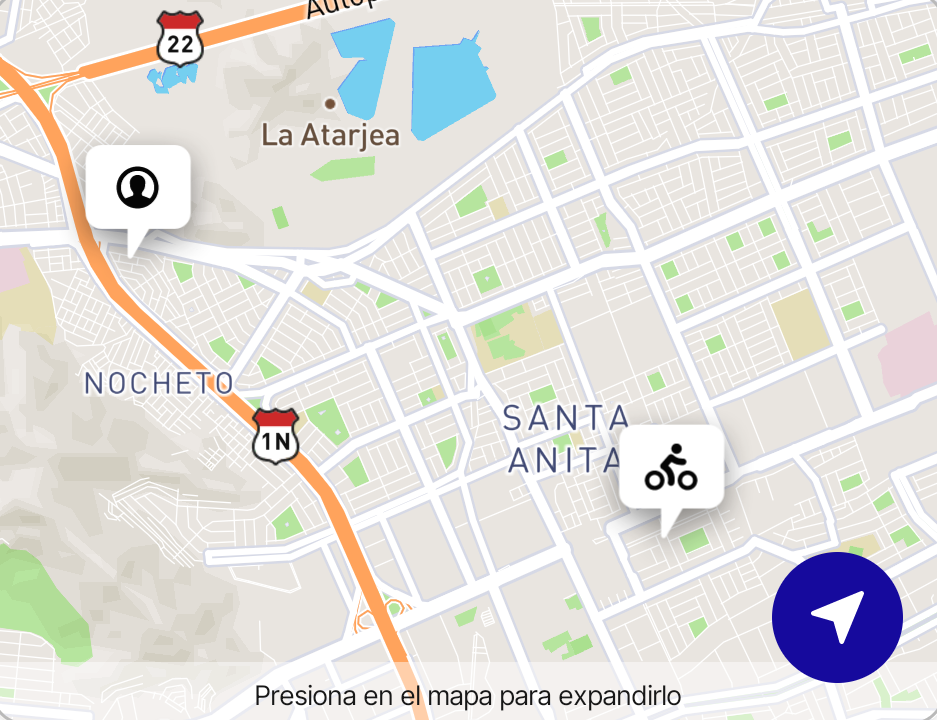 Autop
22
La Atarjea
NOCHETO
1N
SANTA
ANITA
Presiona en el mapa para expandirlo